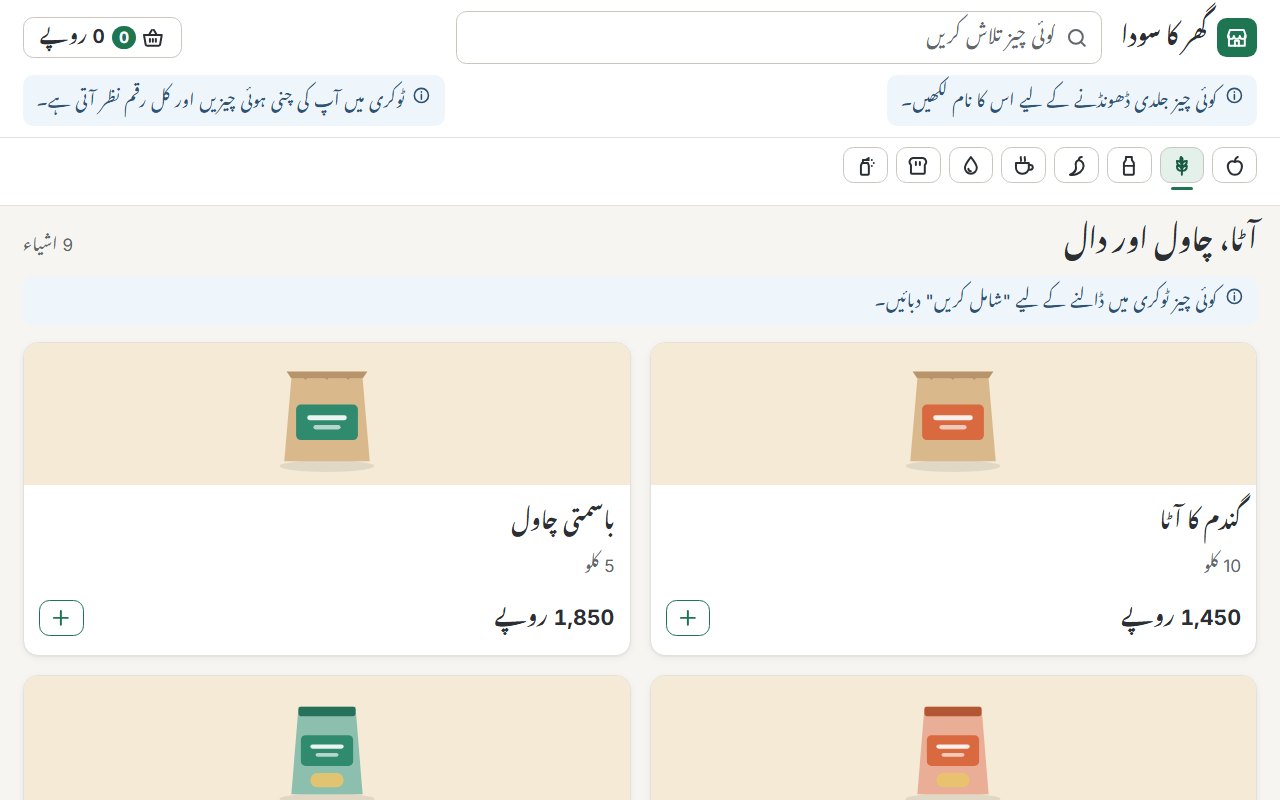 گھر کا سودا
کوئی چیز تلاش کریں
0 0 روپے
کوئی چیز جلدی ڈھونڈنے کے لیے اس کا نام لکھیں۔
ٹوکری میں آپ کی چنی ہوئی چیزیں اور کل رقم نظر آتی ہے۔
آٹا، چاول اور دال
9 اشیاء
کوئی چیز ٹوکری میں ڈالنے کے لیے "شامل کریں" دبائیں۔
گندم کا آٹا
10 کلو
1,450 روپے
باسمتی چاول
5 کلو
1,850 روپے